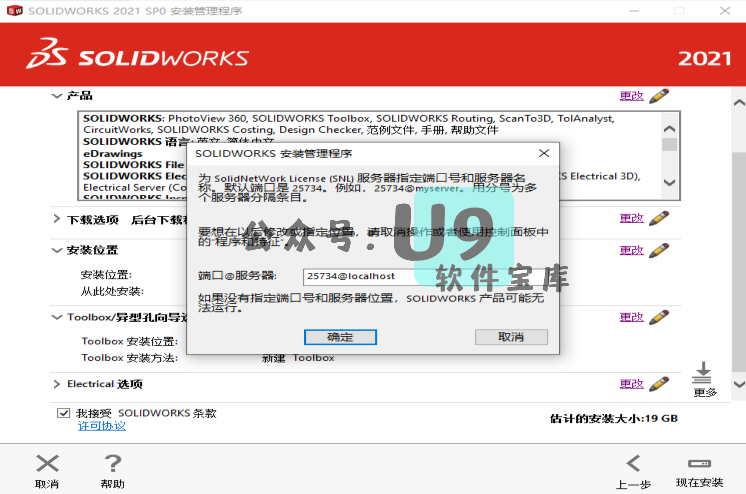 SOLIDWORKS 2021 SP0 安装管理程序
SOLIDWORKS
2021
产品
更改
SOLIDWORKS: PhotoView 360, SOLIDWORKS Toolbox, SOLIDWORKS Routing, ScanTo3D, TolAnalyst,
CircuitWorks, SOLIDWORKS Costing, Design Checker, 范例文件, 手册, 帮助文件
SOLIDWORKS 语言: 英文, 简体中文
eDrawings
SOLIDWORKS File
SOLIDWORKS Elec
KS Electrical 3D),
Electrical Server (Co
SOLIDWORKS 安装管理程序
为 SolidNetWork License (SNL) 服务器指定端口号和服务器名
称。默认端口是 25734。例如，25734@myserver。用分号为多
个服务器分隔条目。
要想在以后修改或指定位置，请取消操作或者使用控制面板中
的“程序和特征”。
端口@服务器:
25734@localhost
如果没有指定端口号和服务器位置，SOLIDWORKS 产品可能无
法运行。
确定
取消
公众号:U9
软件宝库
下载选项
后台下载
更改
安装位置
更改
安装位置:
从此处安装:
Toolbox/异型孔向导
更改
Toolbox 安装位置:
Toolbox 安装方法:
新建 Toolbox
Electrical 选项
更改
更多
我接受 SOLIDWORKS 条款
许可协议
估计的安装大小:19 GB
取消
帮助
上一步
现在安装